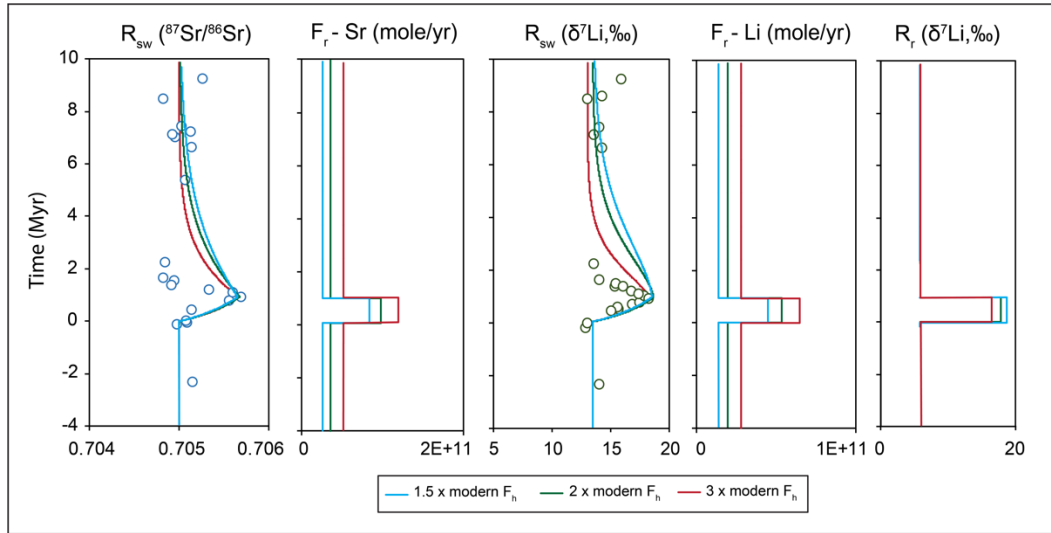 R_sw (⁸⁷Sr/⁸⁶Sr)
F_r - Sr (mole/yr)
R_sw (δ⁷Li,‰)
F_r - Li (mole/yr)
R_r (δ⁷Li,‰)
Time (Myr)
10
8
6
4
2
0
-2
-4
0.704
0.705
0.706
0
2E+11
5
10
15
20
0
1E+11
0
20
1.5 x modern F_h
2 x modern F_h
3 x modern F_h